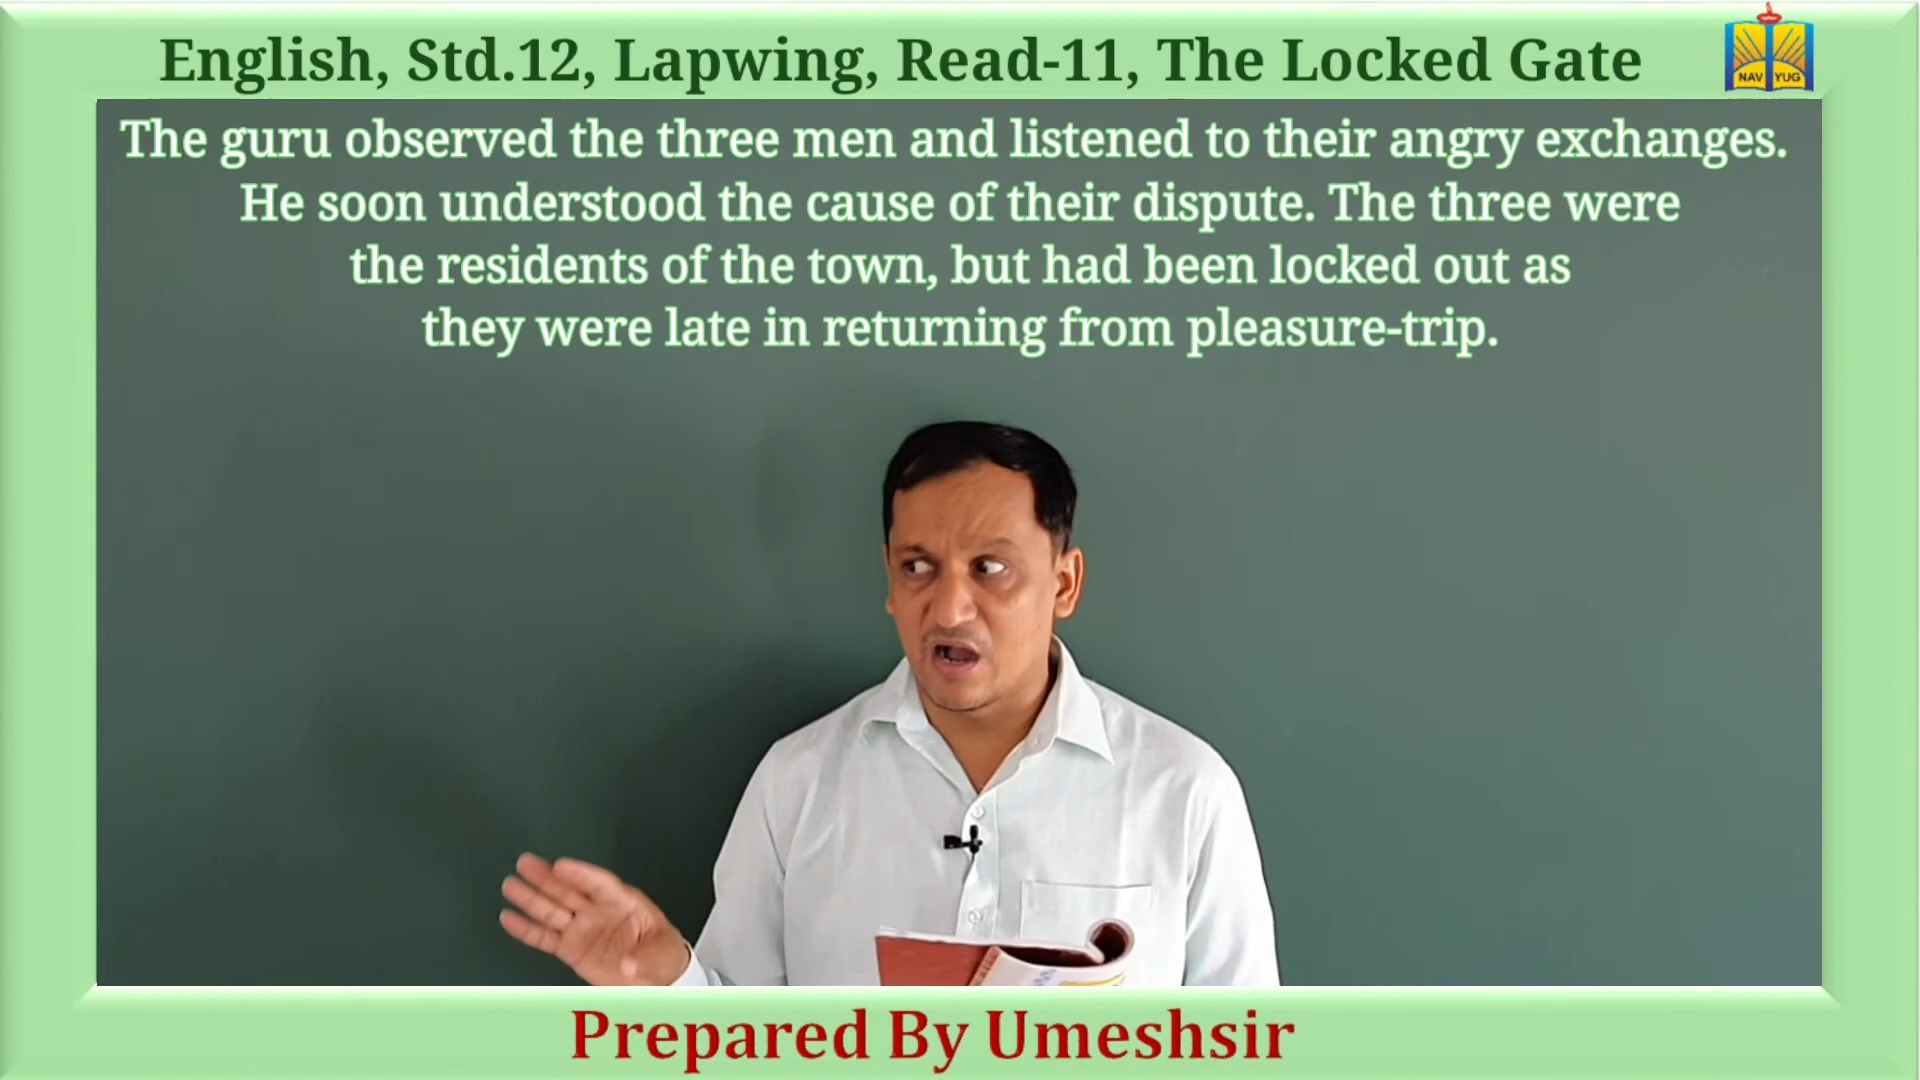 English, Std.12, Lapwing, Read-11, The Locked Gate
NAV YUG
The guru observed the three men and listened to their angry exchanges.
He soon understood the cause of their dispute. The three were
the residents of the town, but had been locked out as
they were late in returning from pleasure-trip.
Prepared By Umeshsir